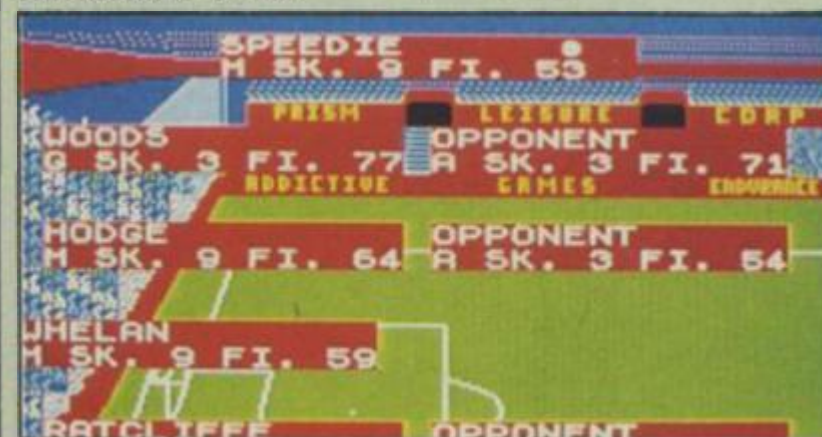 SPEEDIE
M SK. 9 FI. 53
PRISM LEISURE CORP
WOODS OPPONENT
G SK. 3 FI. 77 A SK. 3 FI. 71
ADDICTIVE GAMES ENDURANCE
HODGE OPPONENT
M SK. 9 FI. 64 A SK. 3 FI. 54
WHELAN
M SK. 9 FI. 59
RATCLIFFE OPPONENT